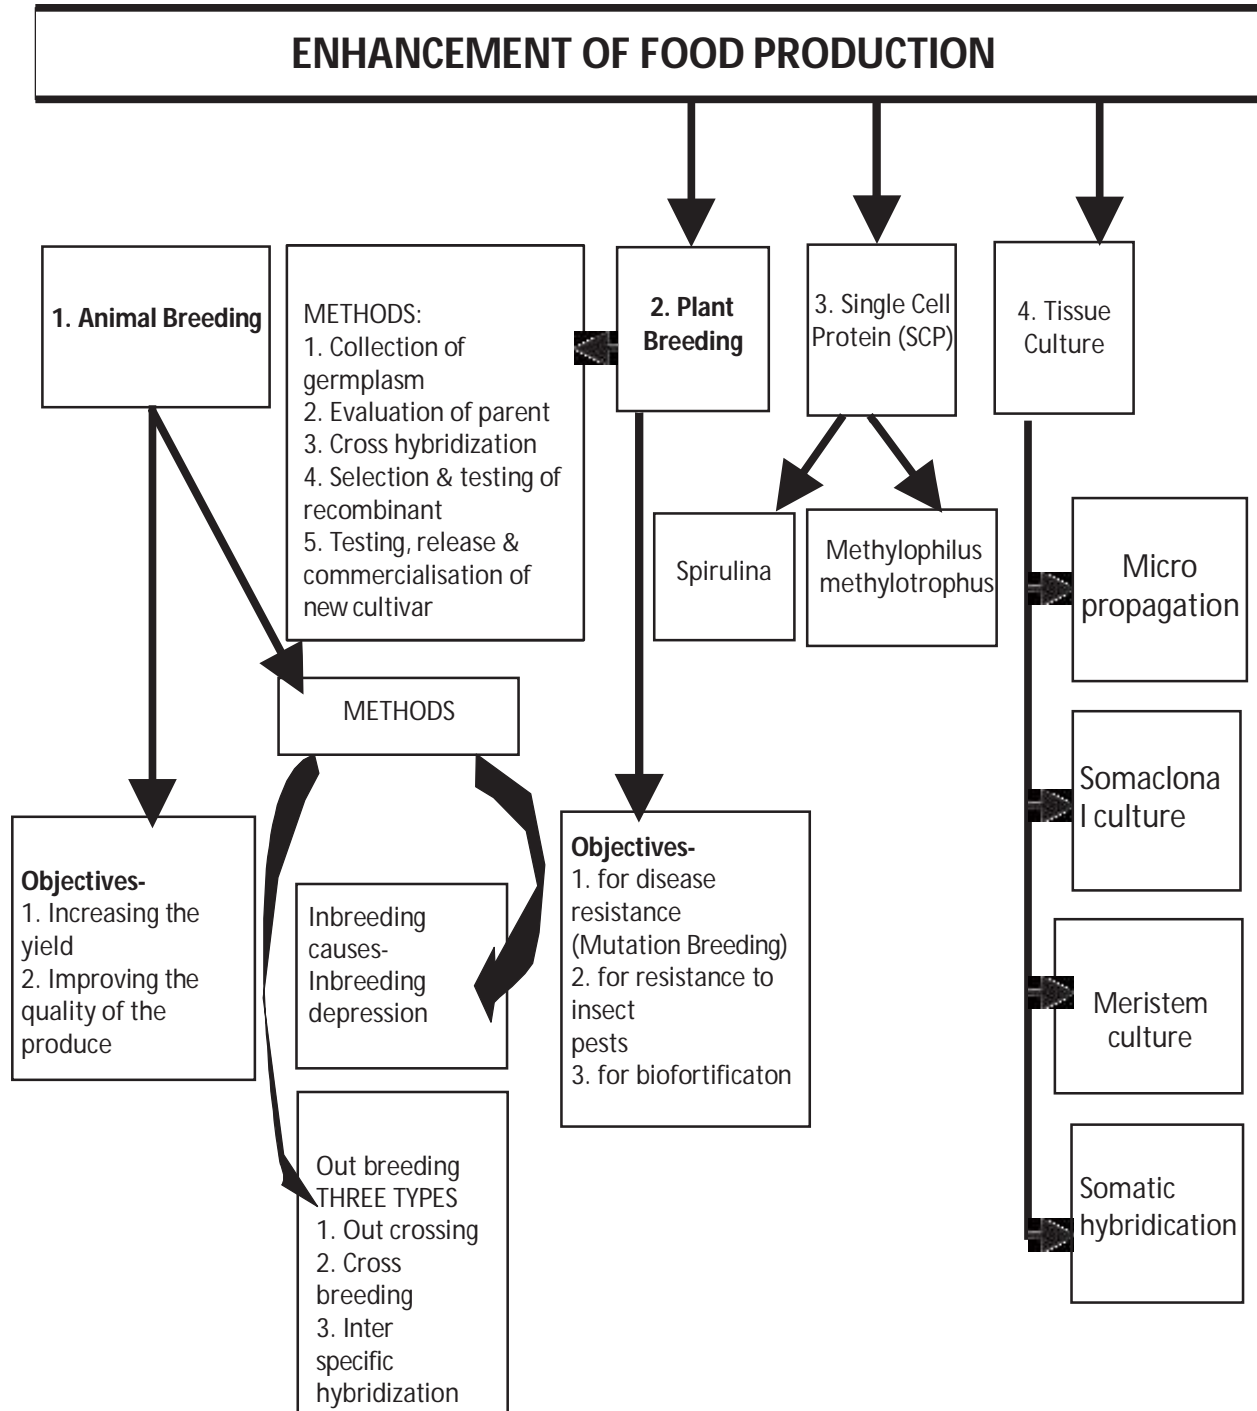 ENHANCEMENT OF FOOD PRODUCTION
1. Animal Breeding
METHODS:
1. Collection of
germplasm
2. Evaluation of parent
3. Cross hybridization
4. Selection & testing of
recombinant
5. Testing, release &
commercialisation of
new cultivar
2. Plant
Breeding
3. Single Cell
Protein (SCP)
4. Tissue
Culture
Spirulina
Methylophilus
methylotrophus
Micro
propagation
METHODS
Somaclona
l culture
Objectives-
1. Increasing the
yield
2. Improving the
quality of the
produce
Inbreeding
causes-
Inbreeding
depression
Objectives-
1. for disease
resistance
(Mutation Breeding)
2. for resistance to
insect
pests
3. for biofortificaton
Meristem
culture
Out breeding
THREE TYPES
1. Out crossing
2. Cross
breeding
3. Inter
specific
hybridization
Somatic
hybridication